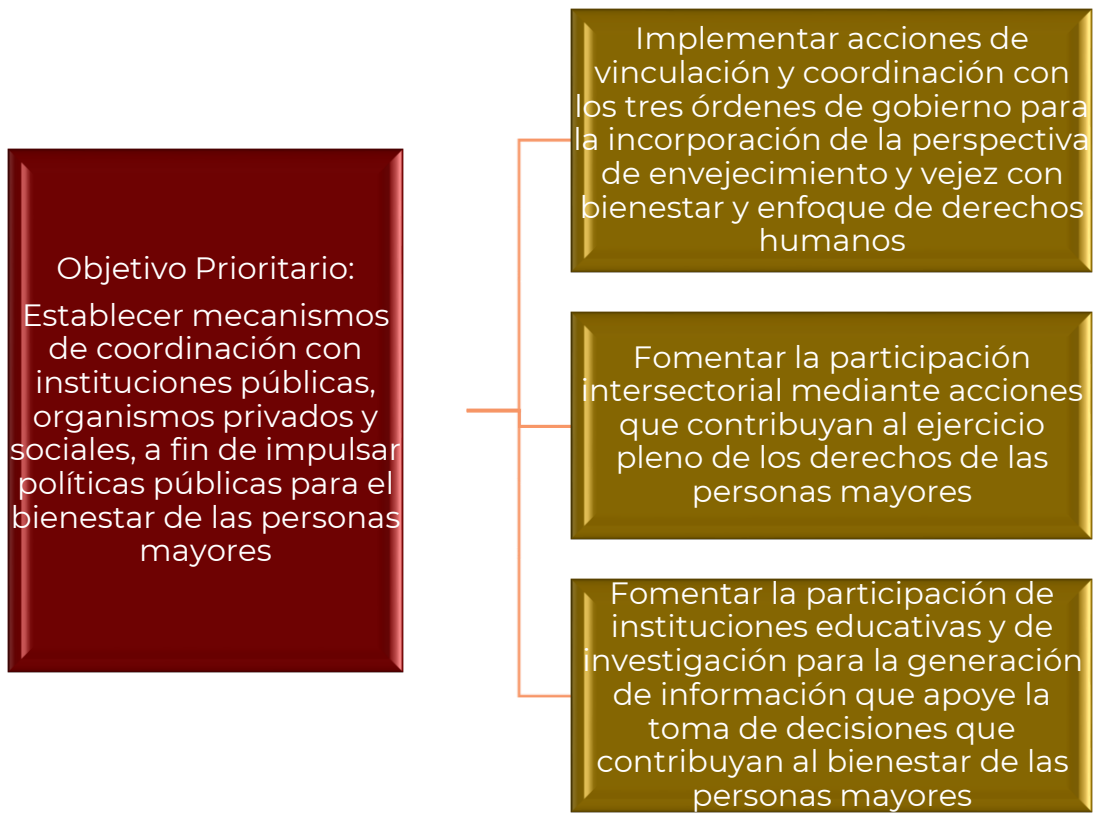 Objetivo Prioritario:
Establecer mecanismos
de coordinación con
instituciones públicas,
organismos privados y
sociales, a fin de impulsar
políticas públicas para el
bienestar de las personas
mayores
Implementar acciones de
vinculación y coordinación con
los tres órdenes de gobierno para
la incorporación de la perspectiva
de envejecimiento y vejez con
bienestar y enfoque de derechos
humanos
Fomentar la participación
intersectorial mediante acciones
que contribuyan al ejercicio
pleno de los derechos de las
personas mayores
Fomentar la participación de
instituciones educativas y de
investigación para la generación
de información que apoye la
toma de decisiones que
contribuyan al bienestar de las
personas mayores